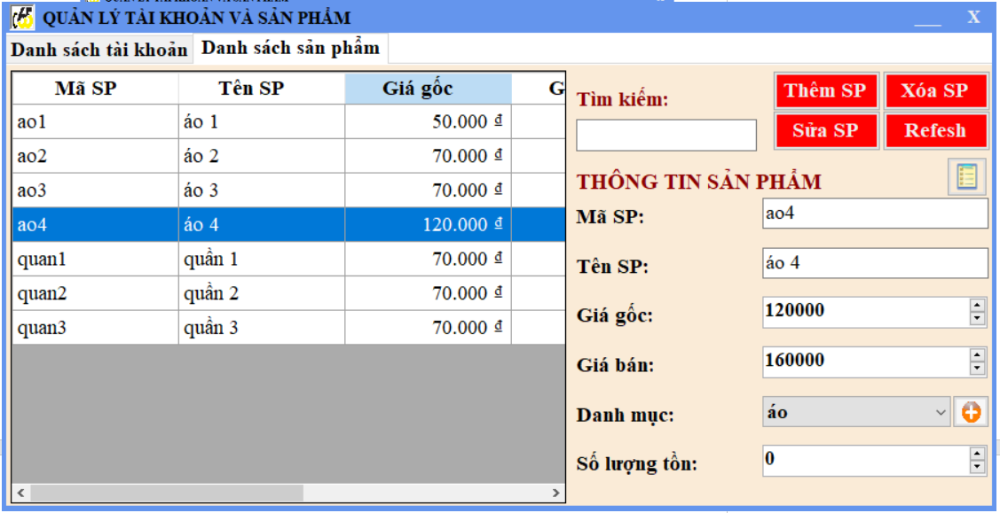 QUẢN LÝ TÀI KHOẢN VÀ SẢN PHẨM
X
Danh sách tài khoản
Danh sách sản phẩm
Mã SP Tên SP Giá gốc G
ao1 áo 1 50.000 ₫
ao2 áo 2 70.000 ₫
ao3 áo 3 70.000 ₫
ao4 áo 4 120.000 ₫
quan1 quần 1 70.000 ₫
quan2 quần 2 70.000 ₫
quan3 quần 3 70.000 ₫
Tìm kiếm:
Thêm SP Xóa SP
Sửa SP Refesh
THÔNG TIN SẢN PHẨM
Mã SP: ao4
Tên SP: áo 4
Giá gốc: 120000
Giá bán: 160000
Danh mục: áo
Số lượng tồn: 0